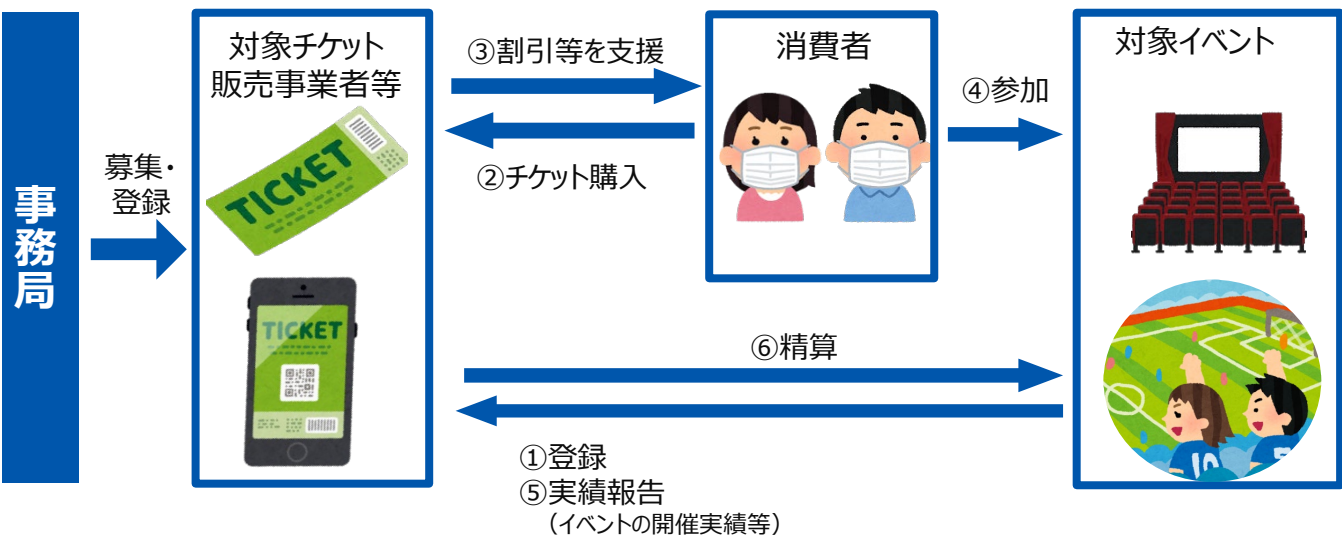 事務局
募集・
登録
対象チケット
販売事業者等
TICKET
TICKET
③割引等を支援
②チケット購入
消費者
④参加
対象イベント
10
⑥精算
①登録
⑤実績報告
（イベントの開催実績等）